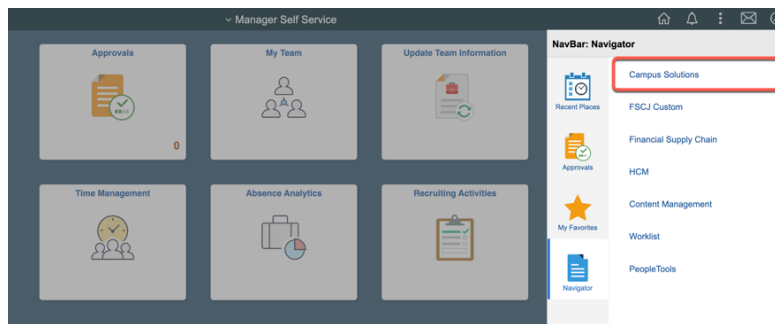 Manager Self Service
Approvals
0
My Team
Update Team Information
Time Management
Absence Analytics
Recruiting Activities
NavBar: Navigator
Recent Places
Approvals
My Favorites
Navigator
Campus Solutions
FSCJ Custom
Financial Supply Chain
HCM
Content Management
Worklist
PeopleTools